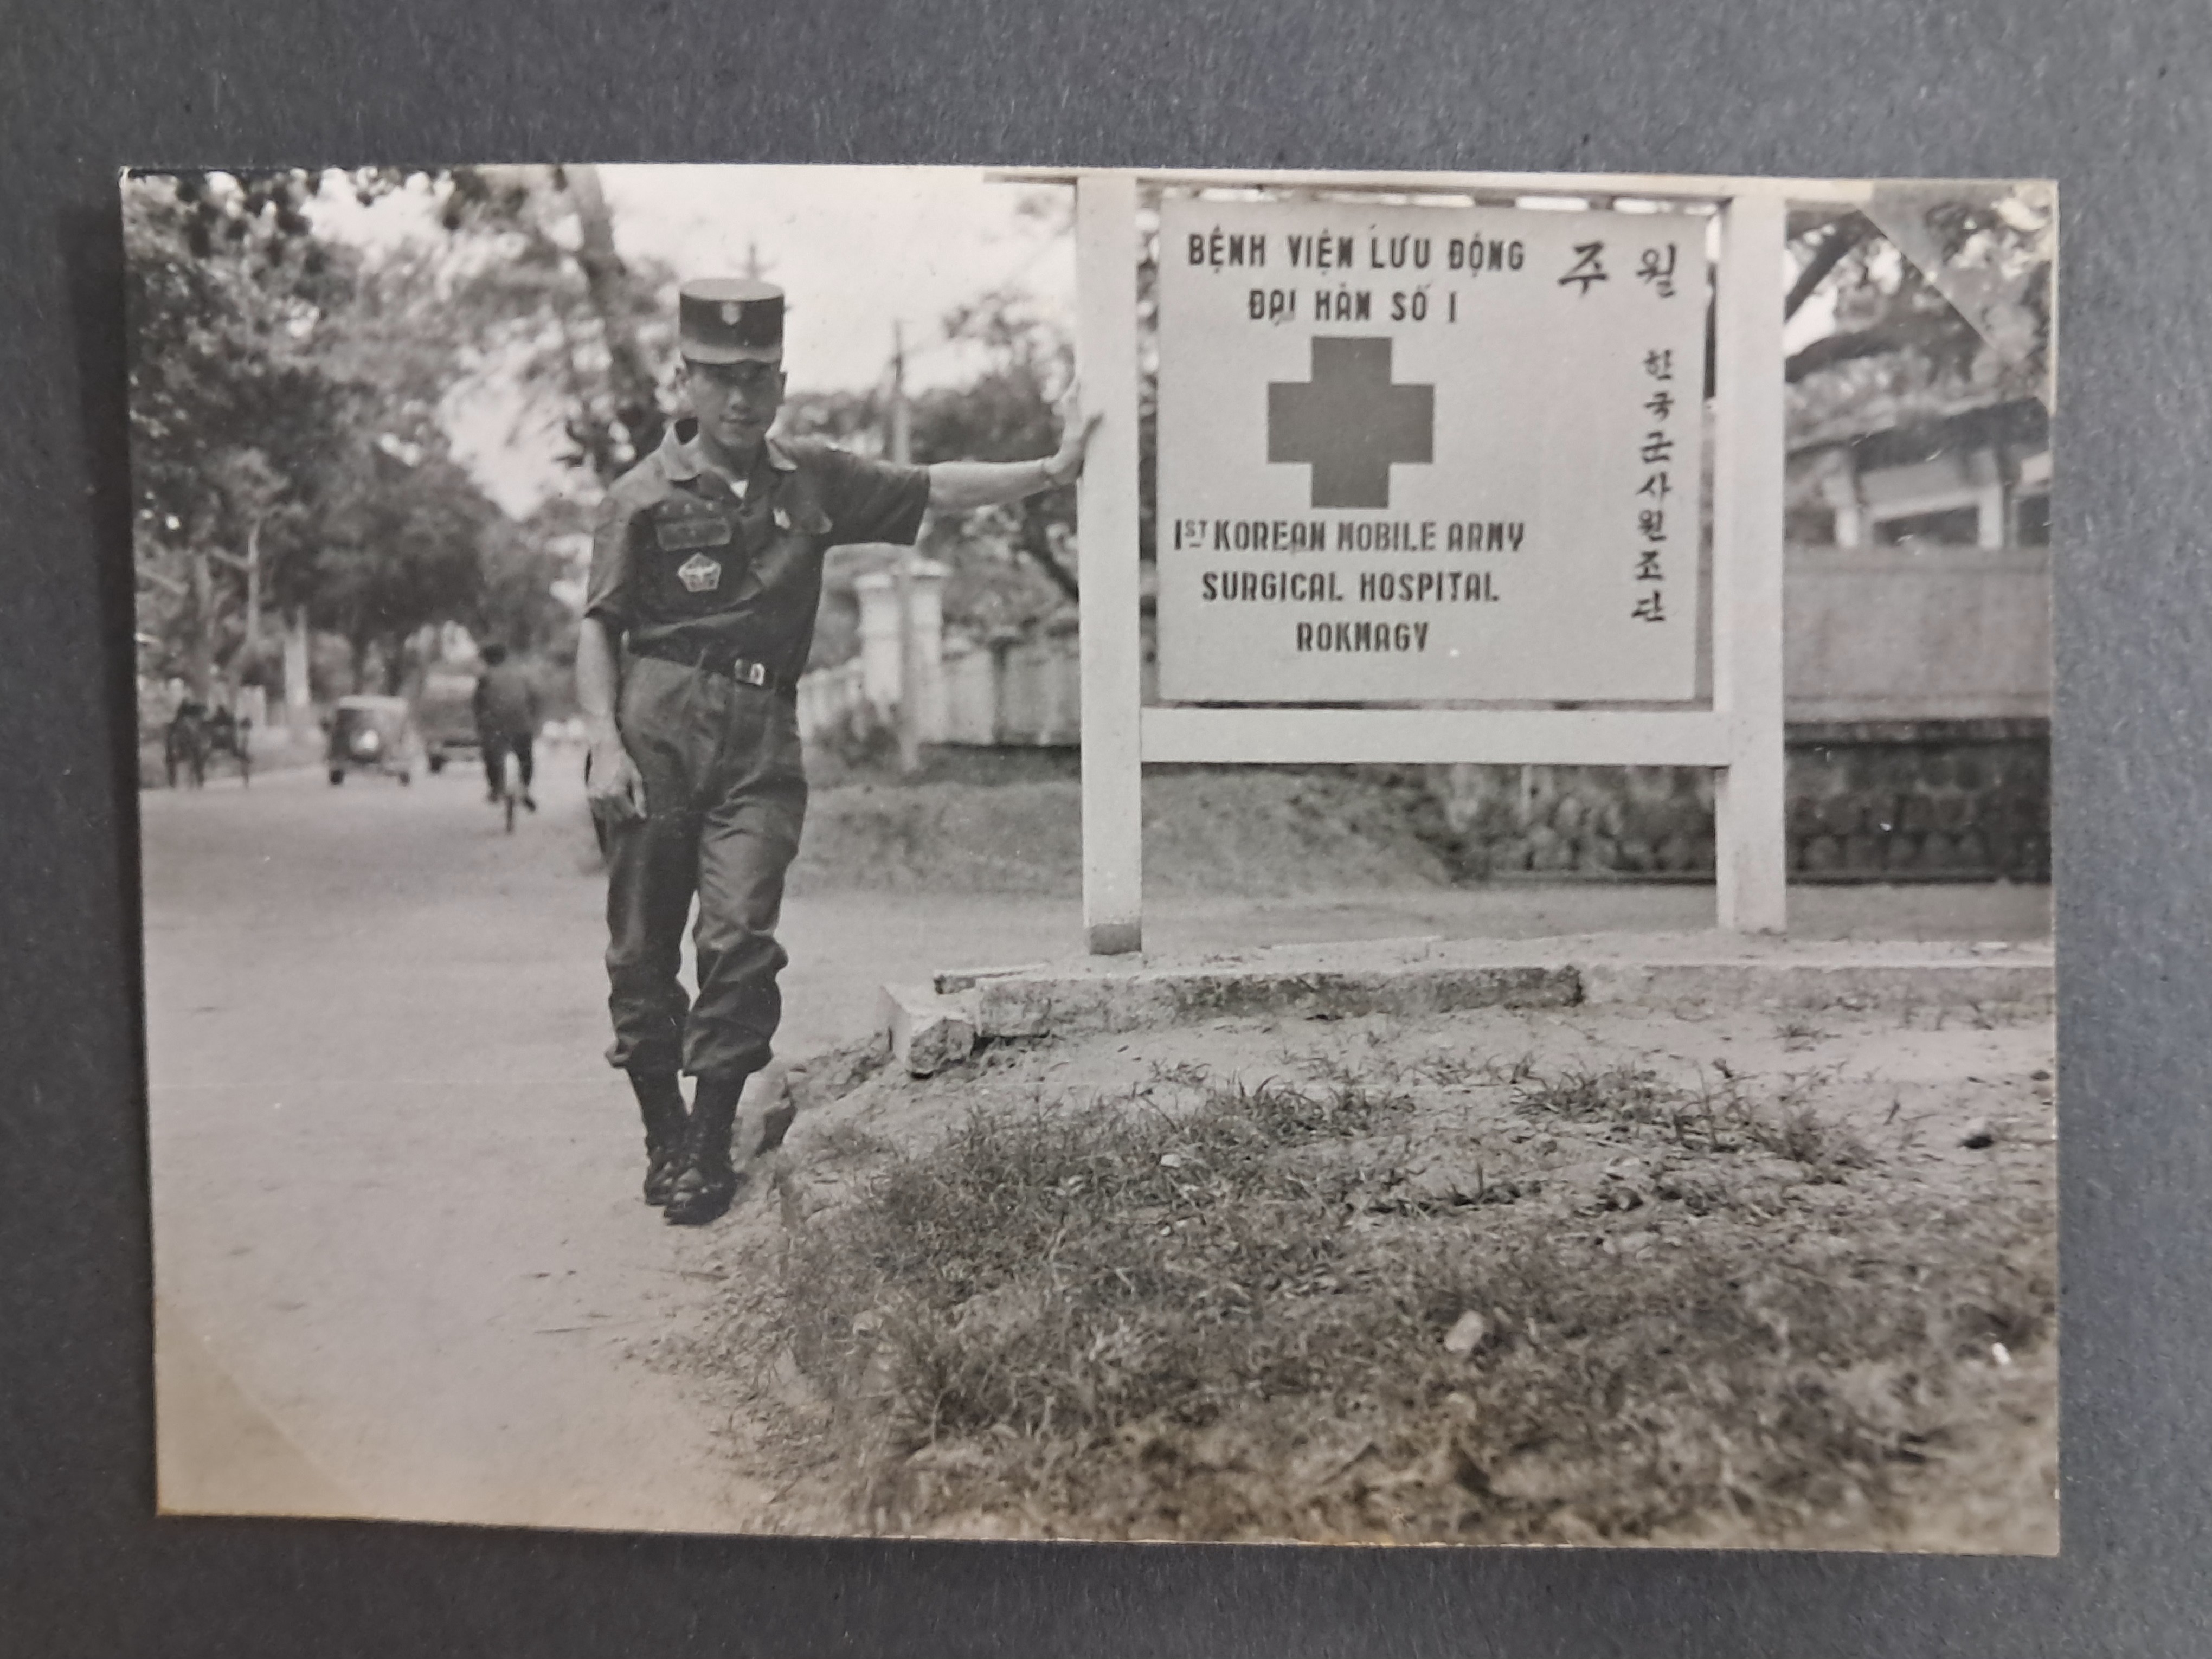 BỆNH VIỆN LƯU ĐỘNG
ĐẠI HÀN SỐ 1
1ST KOREAN MOBILE ARMY
SURGICAL HOSPITAL
ROKMAGV
주 월
한국군사원조단